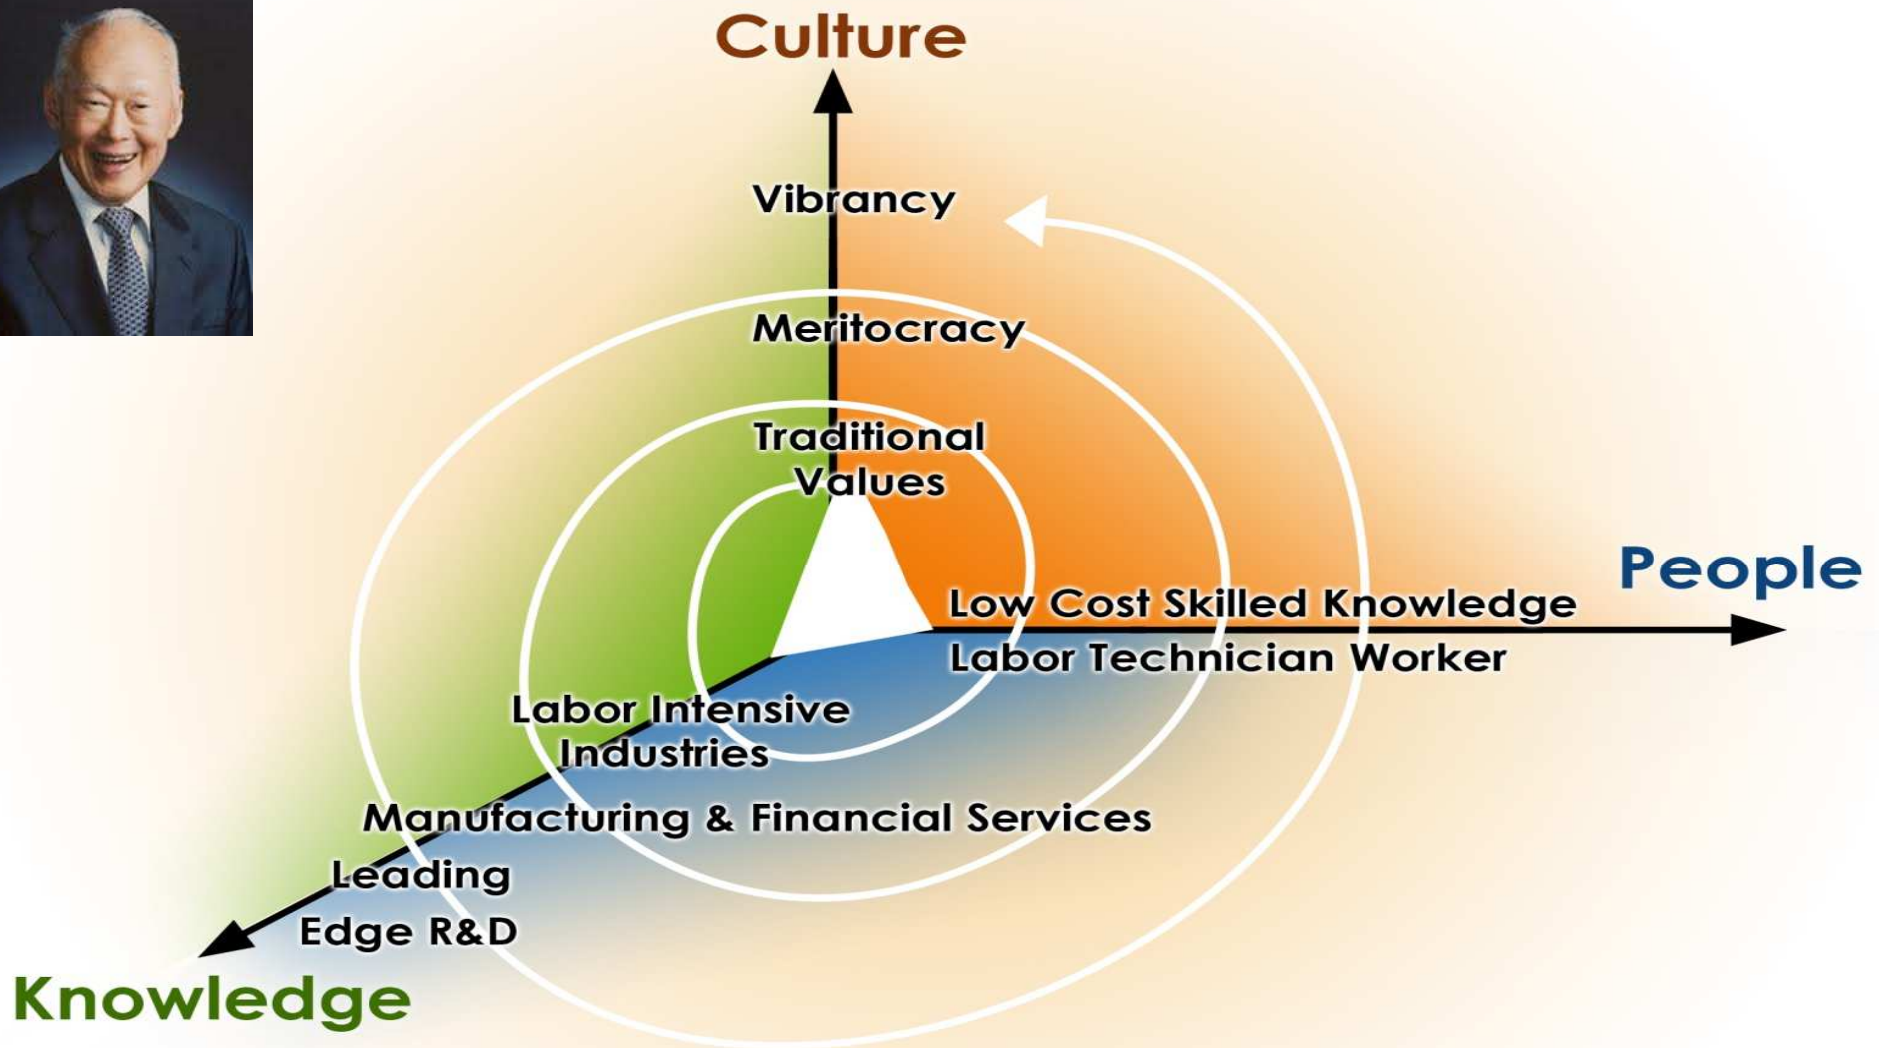 Culture
Vibrancy
Meritocracy
Traditional
Values
People
Low Cost Skilled Knowledge
Labor Technician Worker
Labor Intensive
Industries
Manufacturing & Financial Services
Leading
Edge R&D
Knowledge